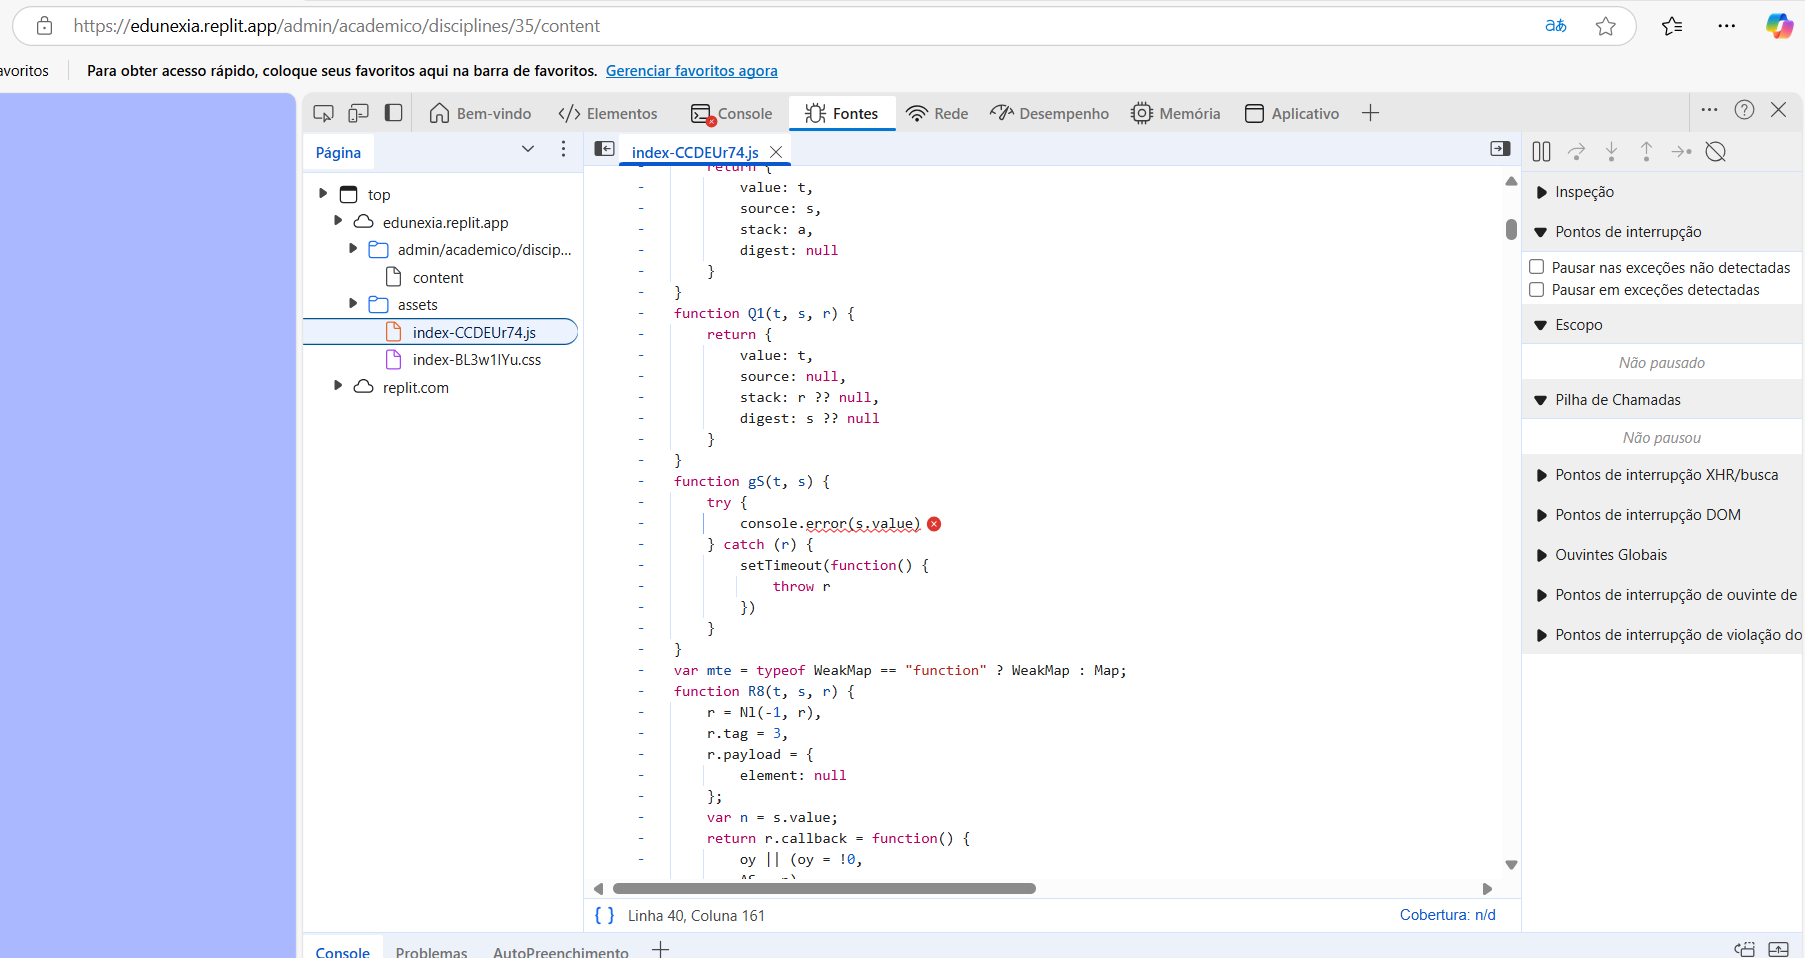 https://edunexia.replit.app/admin/academico/disciplines/35/content
avoritos
Para obter acesso rápido, coloque seus favoritos aqui na barra de favoritos. Gerenciar favoritos agora
Bem-vindo
Elementos
Console
Fontes
Rede
Desempenho
Memória
Aplicativo
Página
top
edunexia.replit.app
admin/academico/discip...
content
assets
index-CCDEUr74.js
index-BL3w1lYu.css
replit.com
index-CCDEUr74.js
return {
value: t,
source: s,
stack: a,
digest: null
}
}
function Q1(t, s, r) {
return {
value: t,
source: null,
stack: r ?? null,
digest: s ?? null
}
}
function gS(t, s) {
try {
console.error(s.value)
} catch (r) {
setTimeout(function() {
throw r
})
}
}
var mte = typeof WeakMap == "function" ? WeakMap : Map;
function R8(t, s, r) {
r = Nl(-1, r),
r.tag = 3,
r.payload = {
element: null
};
var n = s.value;
return r.callback = function() {
oy || (oy = !0,
{ } Linha 40, Coluna 161
Cobertura: n/d
Inspeção
Pontos de interrupção
Pausar nas exceções não detectadas
Pausar em exceções detectadas
Escopo
Não pausado
Pilha de Chamadas
Não pausou
Pontos de interrupção XHR/busca
Pontos de interrupção DOM
Ouvintes Globais
Pontos de interrupção de ouvinte de
Pontos de interrupção de violação do
Console
Problemas
AutoPreenchimento